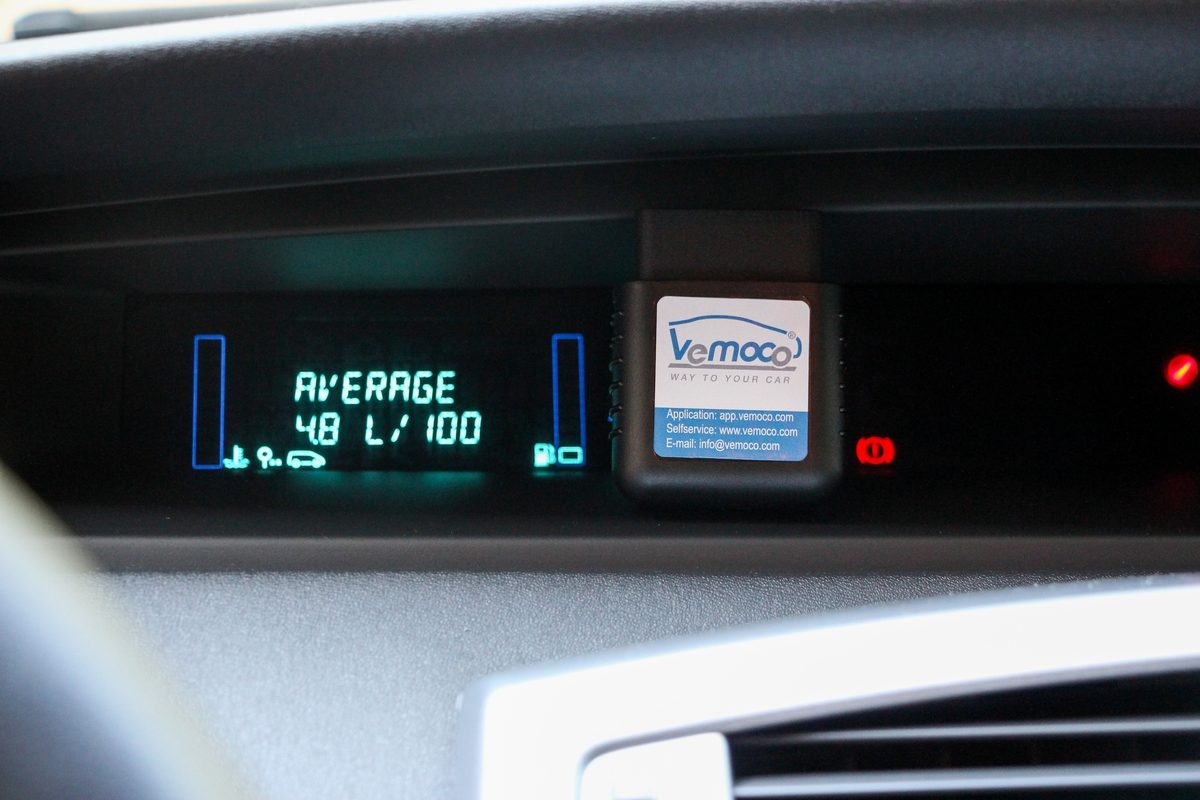 AVERAGE
4.8 L/100
Vemoco®
WAY TO YOUR CAR
Application: app.vemoco.com
Selfservice: www.vemoco.com
E-mail: info@vemoco.com